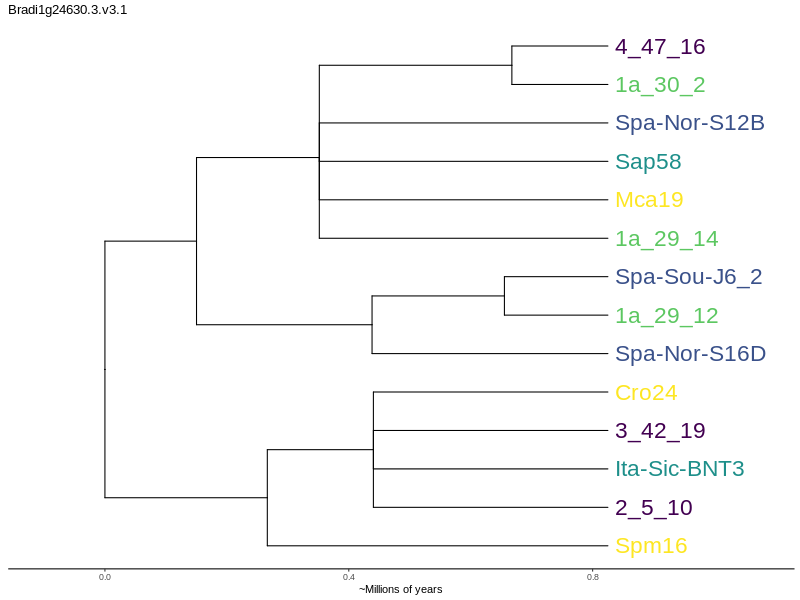 Bradi1g24630.3.v3.1
4_47_16
1a_30_2
Spa-Nor-S12B
Sap58
Mca19
1a_29_14
Spa-Sou-J6_2
1a_29_12
Spa-Nor-S16D
Cro24
3_42_19
Ita-Sic-BNT3
2_5_10
Spm16
0.0 0.4 0.8
~Millions of years